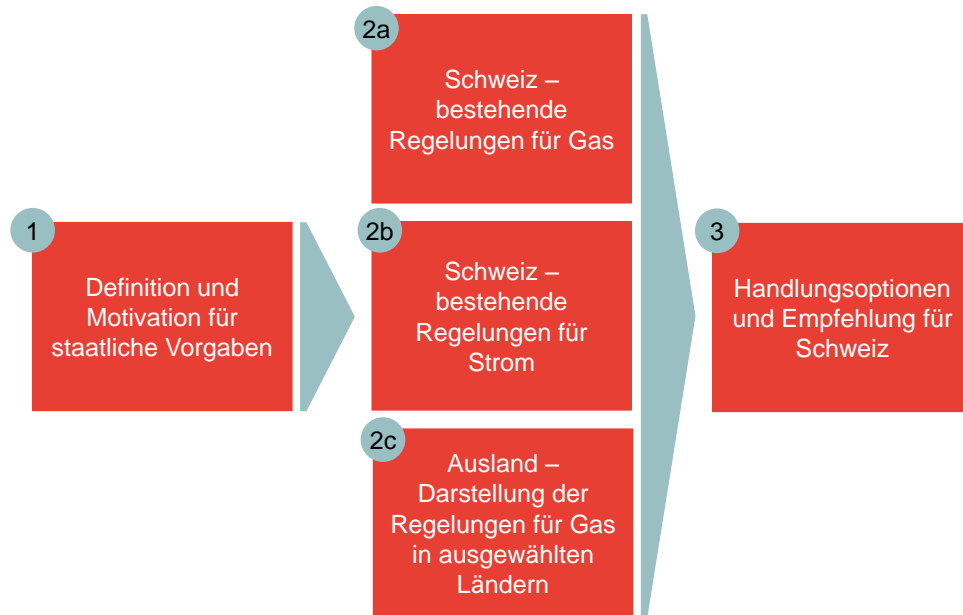 1
Definition und
Motivation für
staatliche Vorgaben
2a
Schweiz –
bestehende
Regelungen für Gas
2b
Schweiz –
bestehende
Regelungen für
Strom
2c
Ausland –
Darstellung der
Regelungen für Gas
in ausgewählten
Ländern
3
Handlungsoptionen
und Empfehlung für
Schweiz